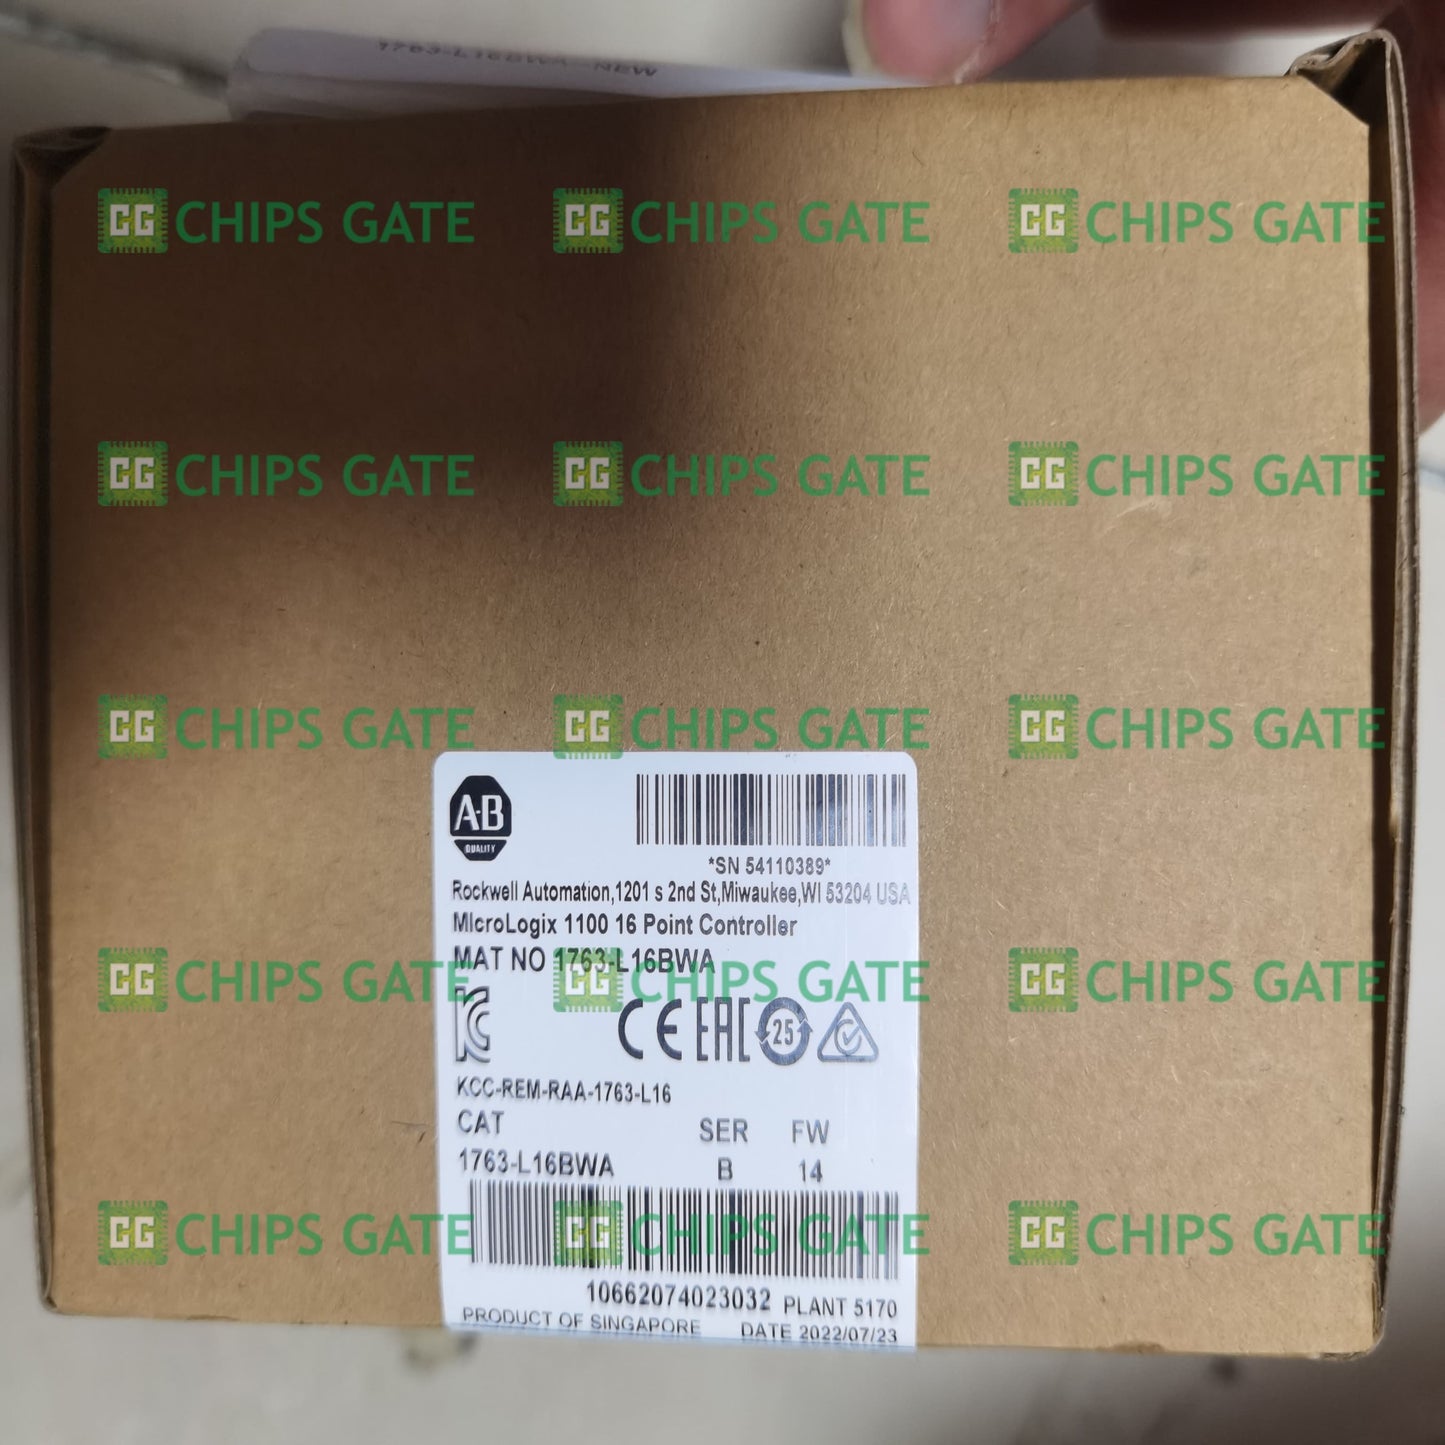 1763-L16BWA--NEW
CG CHIPS GATE CG CHIPS GATE CG CHIPS GATE
CG CHIPS GATE CG CHIPS GATE CG CHIPS GATE
CG CHIPS GATE CG CHIPS GATE CG CHIPS GATE
A-B
QUALITY
*SN 54110389*
Rockwell Automation,1201 s 2nd St,Miwaukee,WI 53204 USA
MicroLogix 1100 16 Point Controller
MAT NO 1763-L16BWA
CG CHIPS GATE CG CHIPS GATE CG CHIPS GATE
KC CE EAC 25 C
KCC-REM-RAA-1763-L16
CAT SER FW
1763-L16BWA B 14
CG CHIPS GATE CG CHIPS GATE CG CHIPS GATE
10662074023032 PLANT 5170
PRODUCT OF SINGAPORE DATE 2022/07/23